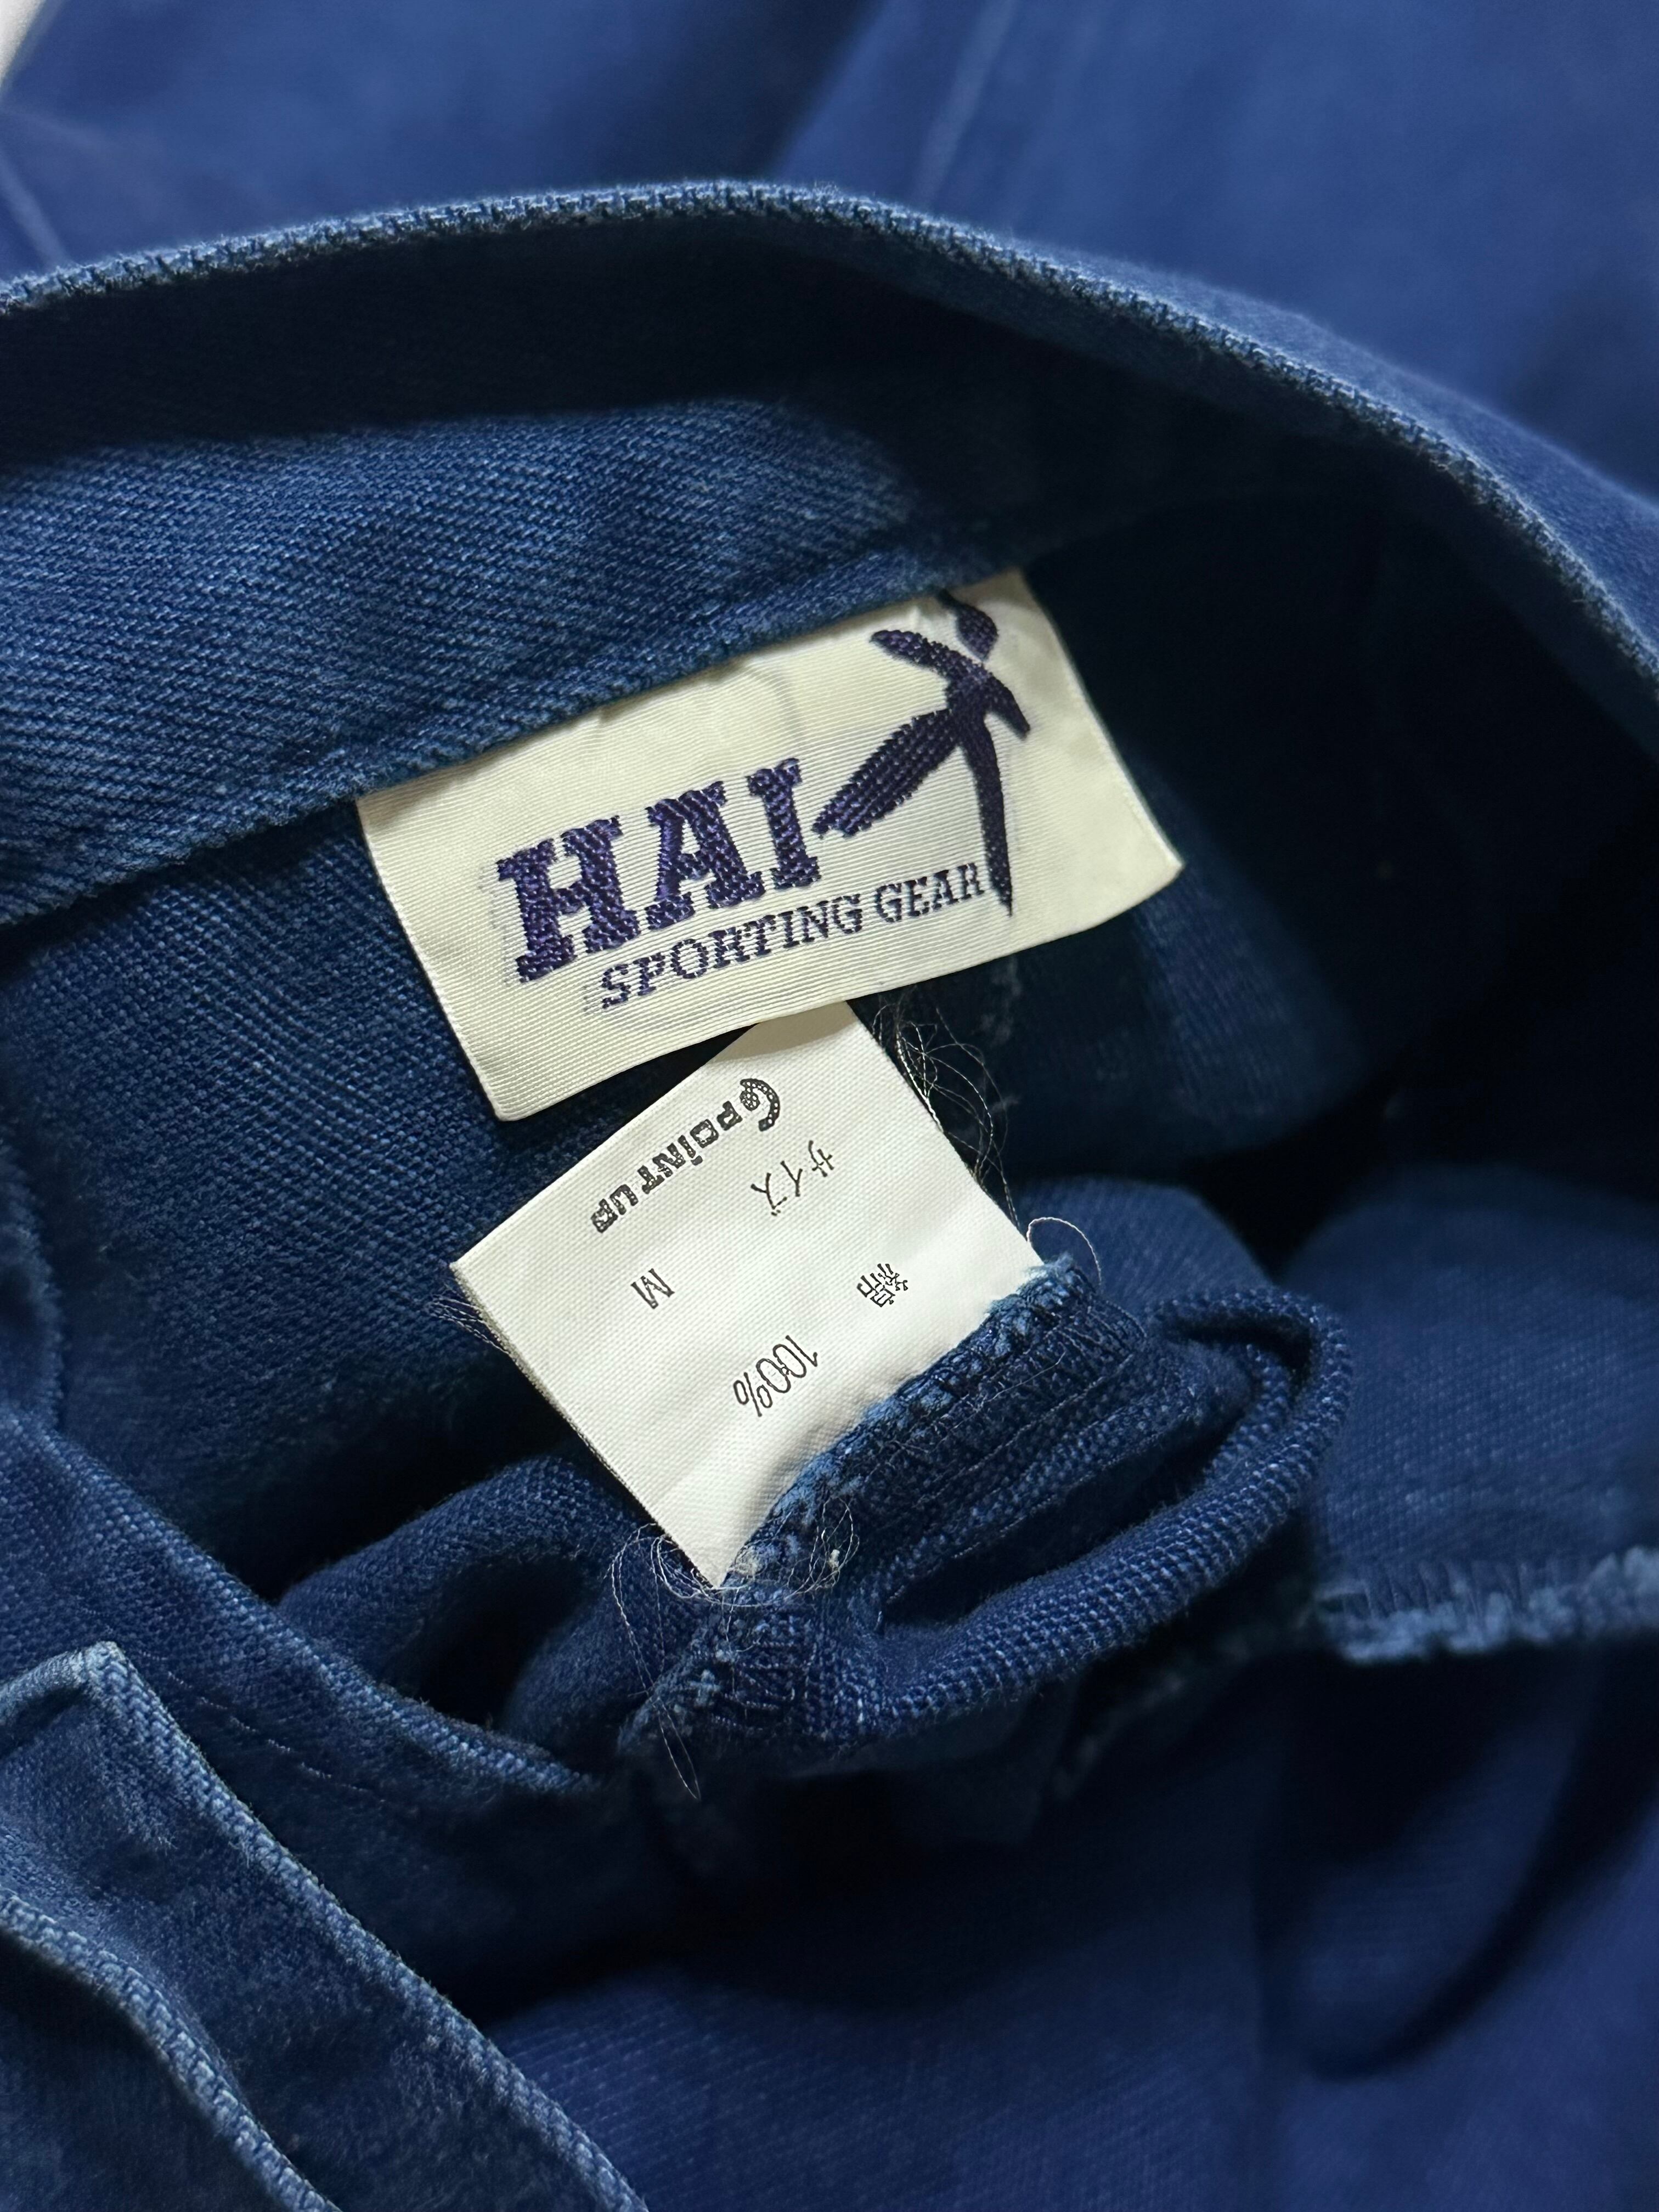 HAI
SPORTING GEAR
POINT UP
サイズ M
綿 100%